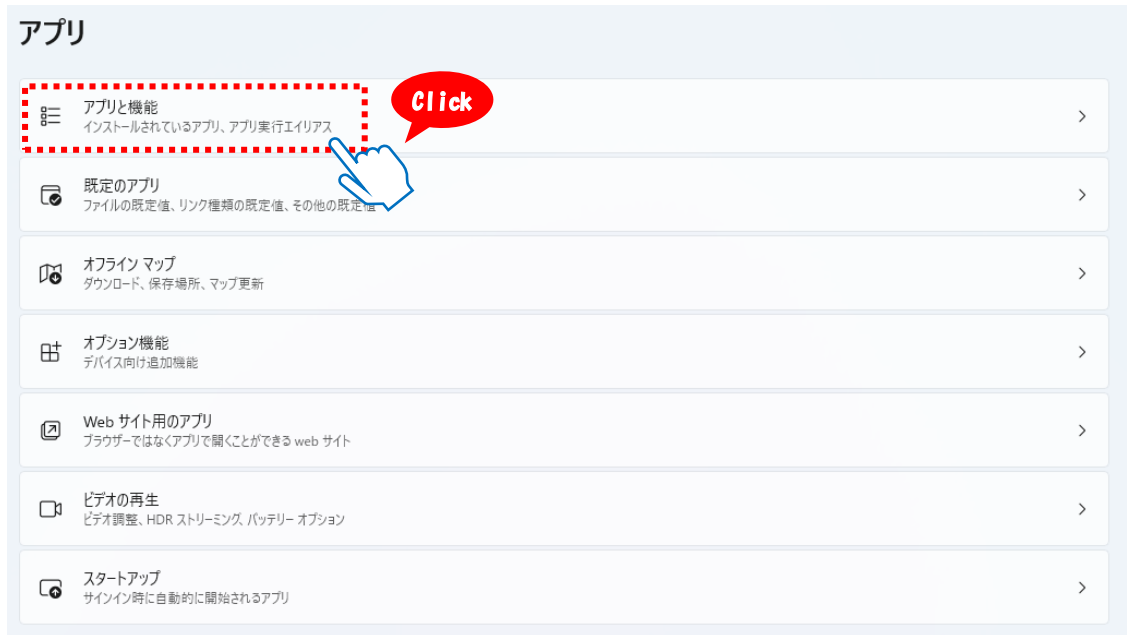 アプリ
アプリと機能
インストールされているアプリ、アプリ実行エイリアス
Click
既定のアプリ
ファイルの既定値、リンク種類の既定値、その他の既定値
オフライン マップ
ダウンロード、保存場所、マップ更新
オプション機能
デバイス向け追加機能
Web サイト用のアプリ
ブラウザーではなくアプリで開くことができる web サイト
ビデオの再生
ビデオ調整、HDR ストリーミング、バッテリー オプション
スタートアップ
サインイン時に自動的に開始されるアプリ